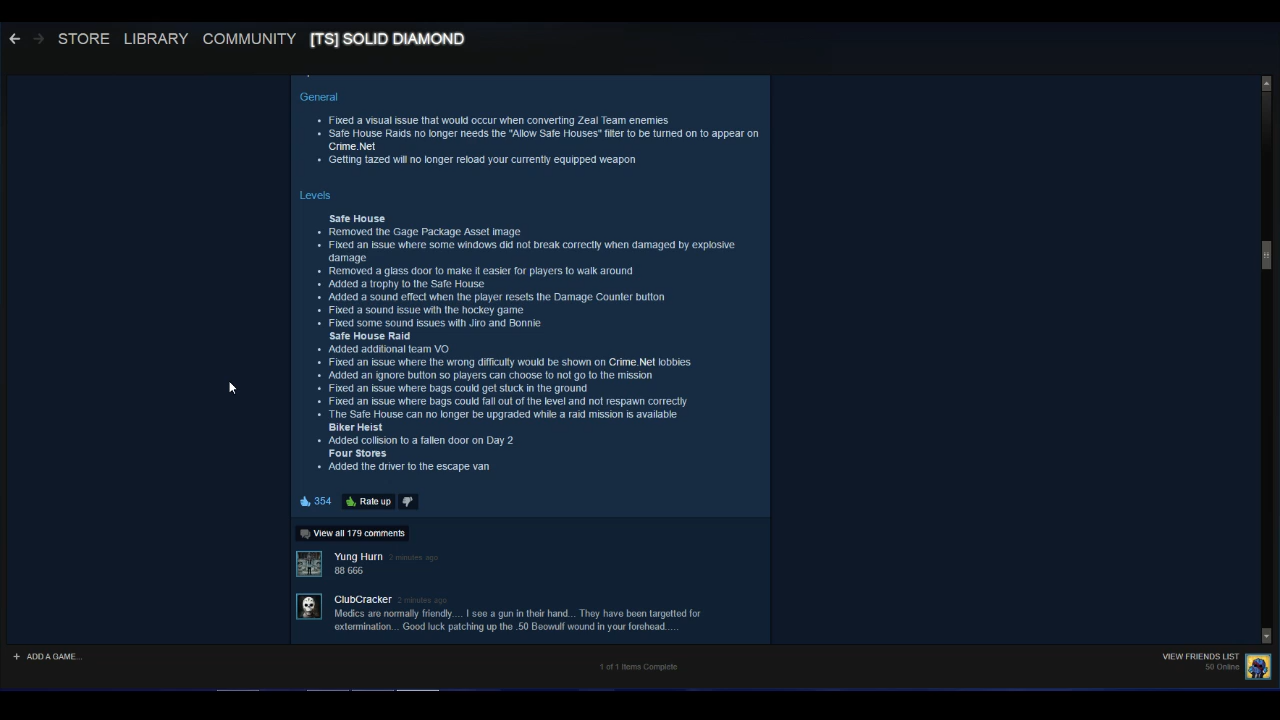 STORE LIBRARY COMMUNITY [TS] SOLID DIAMOND
General
Fixed a visual issue that would occur when converting Zeal Team enemies
Safe House Raids no longer needs the "Allow Safe Houses" filter to be turned on to appear on
Crime.Net
Getting tazed will no longer reload your currently equipped weapon
Levels
Safe House
Removed the Gage Package Asset image
Fixed an issue where some windows did not break correctly when damaged by explosive
damage
Removed a glass door to make it easier for players to walk around
Added a trophy to the Safe House
Added a sound effect when the player resets the Damage Counter button
Fixed a sound issue with the hockey game
Fixed some sound issues with Jiro and Bonnie
Safe House Raid
Added additional team VO
Fixed an issue where the wrong difficulty would be shown on Crime.Net lobbies
Added an ignore button so players can choose to not go to the mission
Fixed an issue where bags could get stuck in the ground
Fixed an issue where bags could fall out of the level and not respawn correctly
The Safe House can no longer be upgraded while a raid mission is available
Biker Heist
Added collision to a fallen door on Day 2
Four Stores
Added the driver to the escape van
354 Rate up
View all 179 comments
Yung Hurn 2 minutes ago
88 666
ClubCracker 2 minutes ago
Medics are normally friendly.... I see a gun in their hand... They have been targetted for
extermination... Good luck patching up the .50 Beowulf wound in your forehead.....
+ ADD A GAME...
1 of 1 Items Complete
VIEW FRIENDS LIST
50 Online